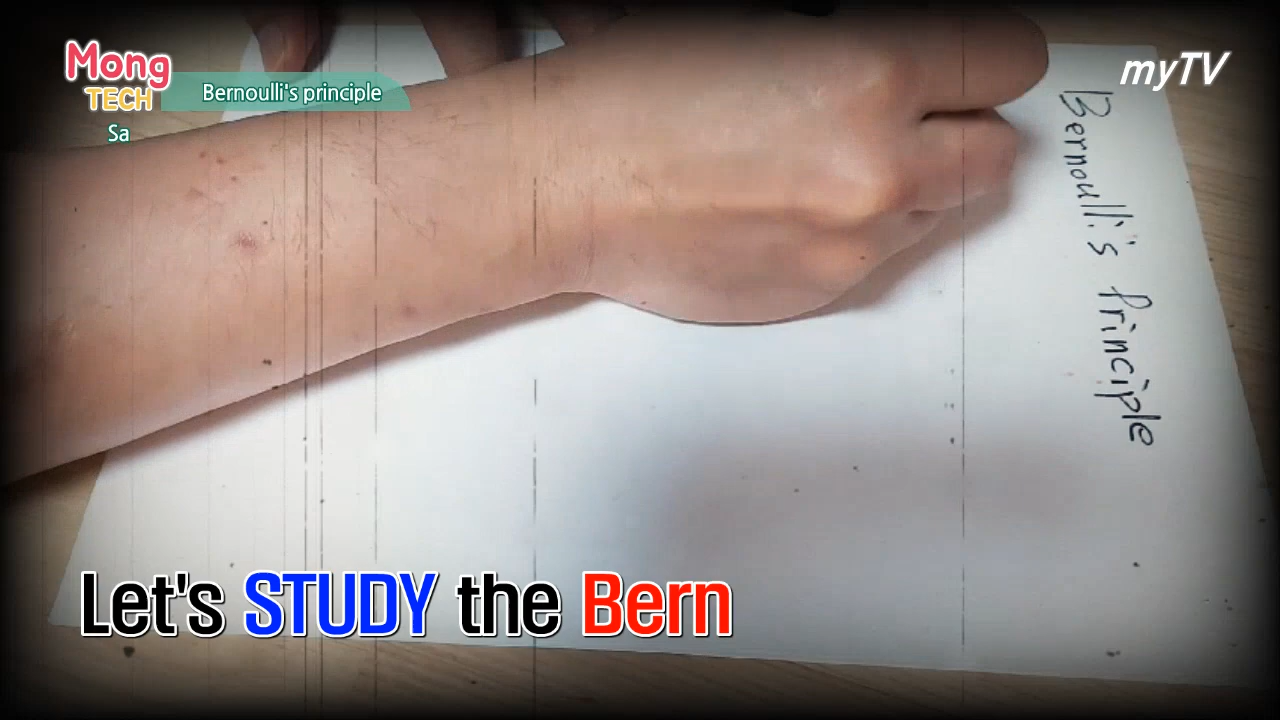 Mong
TECH
Bernoulli's principle
Sa
myTV
Bernoulli's Principle
Let's STUDY the Bern